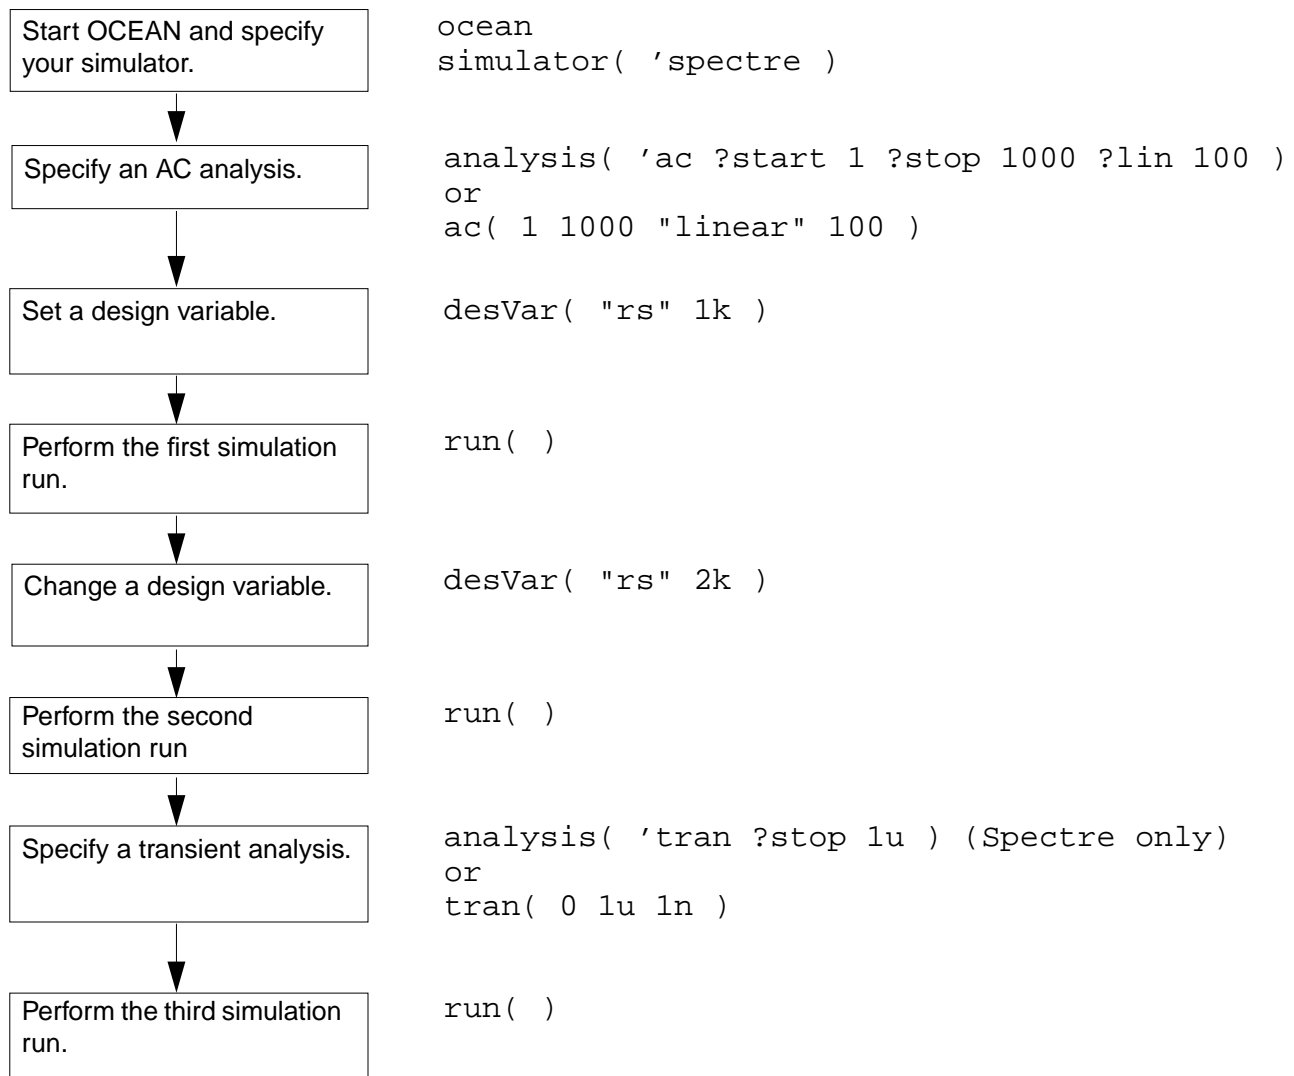 Start OCEAN and specify
your simulator.
ocean
simulator( ’spectre )
Specify an AC analysis.
analysis( ’ac ?start 1 ?stop 1000 ?lin 100 )
or
ac( 1 1000 "linear" 100 )
Set a design variable.
desVar( "rs" 1k )
Perform the first simulation
run.
run( )
Change a design variable.
desVar( "rs" 2k )
Perform the second
simulation run
run( )
Specify a transient analysis.
analysis( ’tran ?stop 1u ) (Spectre only)
or
tran( 0 1u 1n )
Perform the third simulation
run.
run( )